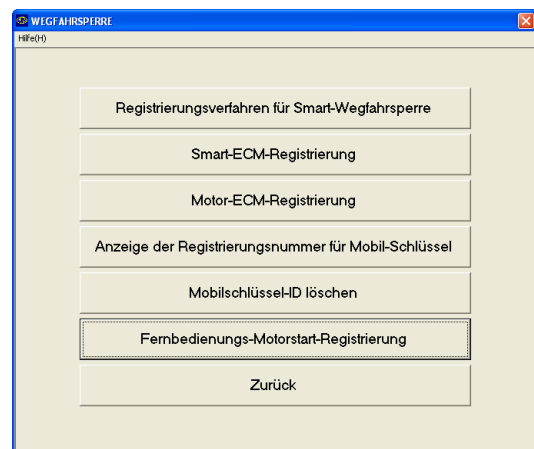 WEGFAHRSPERRE
Hilfe(H)
Registrierungsverfahren für Smart-Wegfahrsperre
Smart-ECM-Registrierung
Motor-ECM-Registrierung
Anzeige der Registrierungsnummer für Mobil-Schlüssel
Mobilschlüssel-ID löschen
Fernbedienungs-Motorstart-Registrierung
Zurück